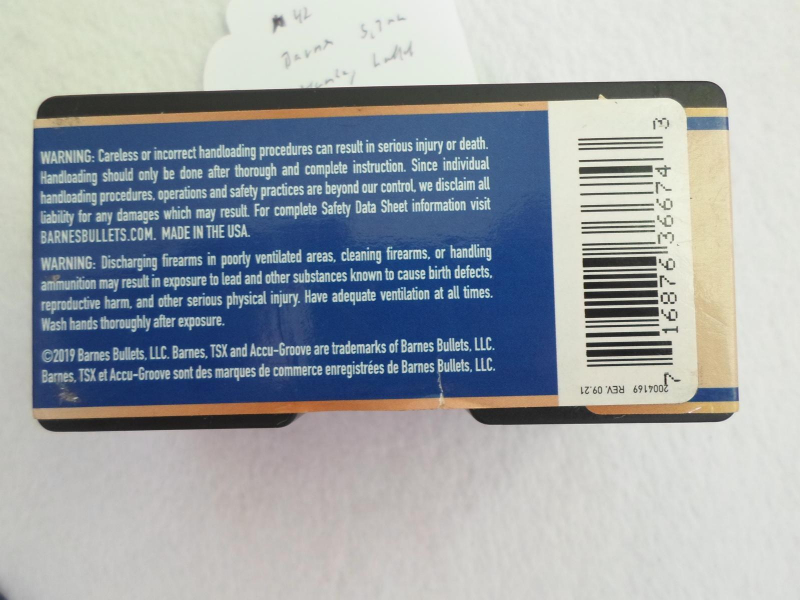 42
WARNING: Careless or incorrect handloading procedures can result in serious injury or death.
Handloading should only be done after thorough and complete instruction. Since individual
handloading procedures, operations and safety practices are beyond our control, we disclaim all
liability for any damages which may result. For complete Safety Data Sheet information visit
BARNESBULLETS.COM. MADE IN THE USA.
WARNING: Discharging firearms in poorly ventilated areas, cleaning firearms, or handling
ammunition may result in exposure to lead and other substances known to cause birth defects,
reproductive harm, and other serious physical injury. Have adequate ventilation at all times.
Wash hands thoroughly after exposure.
©2019 Barnes Bullets, LLC. Barnes, TSX and Accu-Groove are trademarks of Barnes Bullets, LLC.
Barnes, TSX et Accu-Groove sont des marques de commerce enregistrées de Barnes Bullets, LLC.
7 16876 36674 3
2004169 REV. 09.21